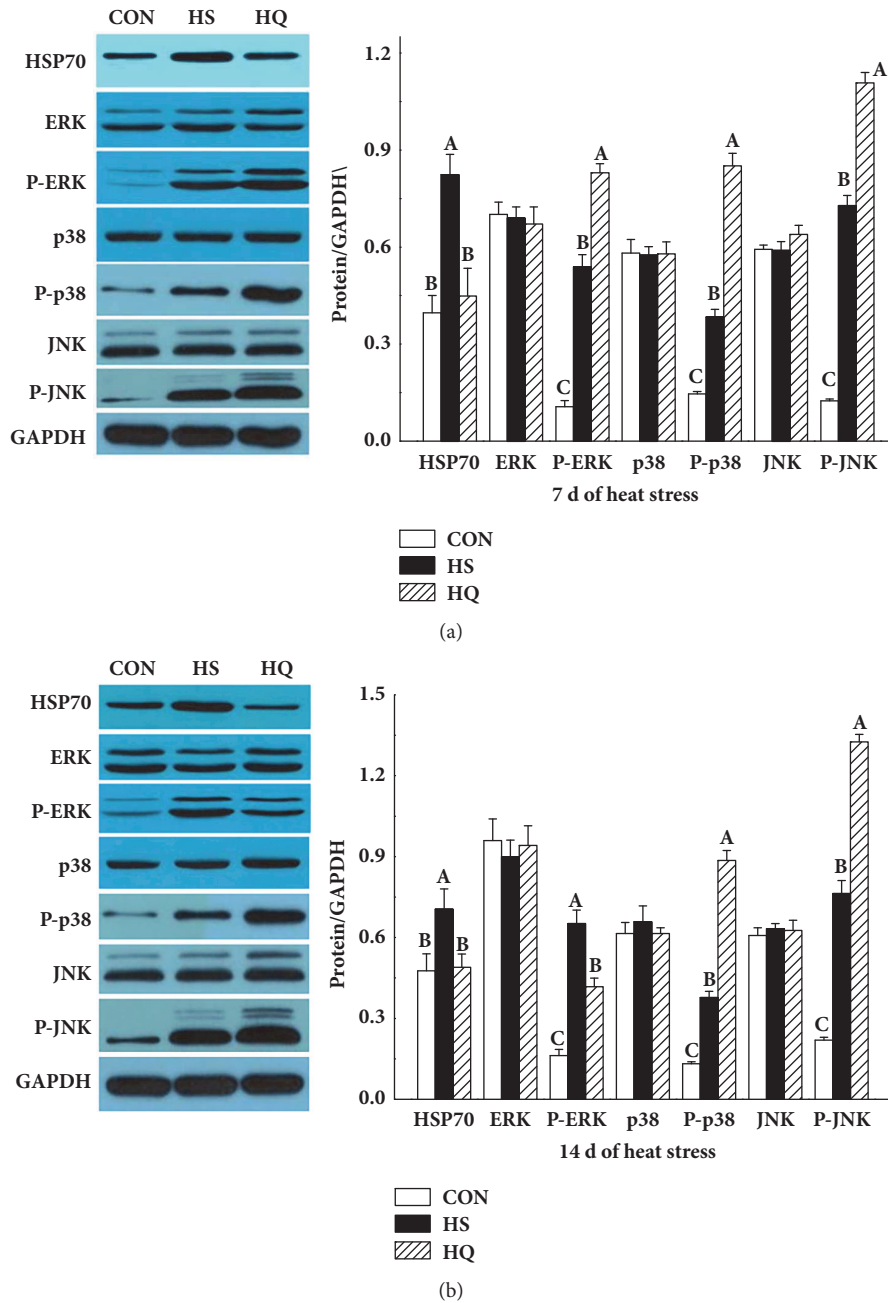 CON HS HQ
HSP70
ERK
P-ERK
p38
P-p38
JNK
P-JNK
GAPDH
Protein/GAPDH\
1.2
0.9
0.6
0.3
0.0
A
B B
C B A
C B A
C B A
HSP70 ERK P-ERK p38 P-p38 JNK P-JNK
7 d of heat stress
CON
HS
HQ
(a)
CON HS HQ
HSP70
ERK
P-ERK
p38
P-p38
JNK
P-JNK
GAPDH
Protein/GAPDH
1.5
1.2
0.9
0.6
0.3
0.0
B A B
C A B
C B A
C B A
HSP70 ERK P-ERK p38 P-p38 JNK P-JNK
14 d of heat stress
CON
HS
HQ
(b)